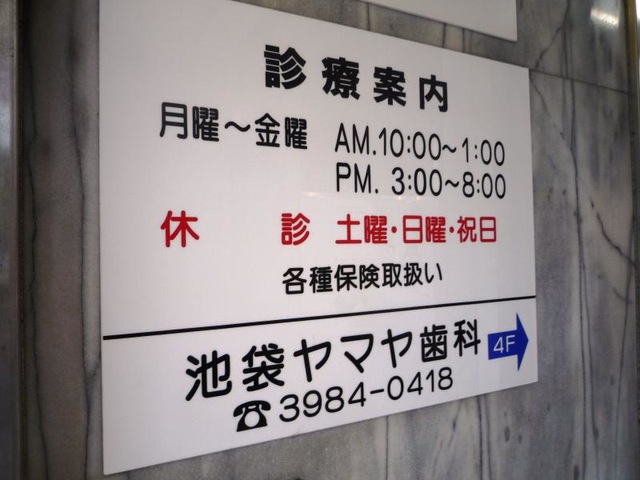 診療案内
月曜～金曜 AM.10:00～1:00
PM. 3:00～8:00
休 診 土曜・日曜・祝日
各種保険取扱い
池袋ヤマヤ歯科 4F
☎3984-0418